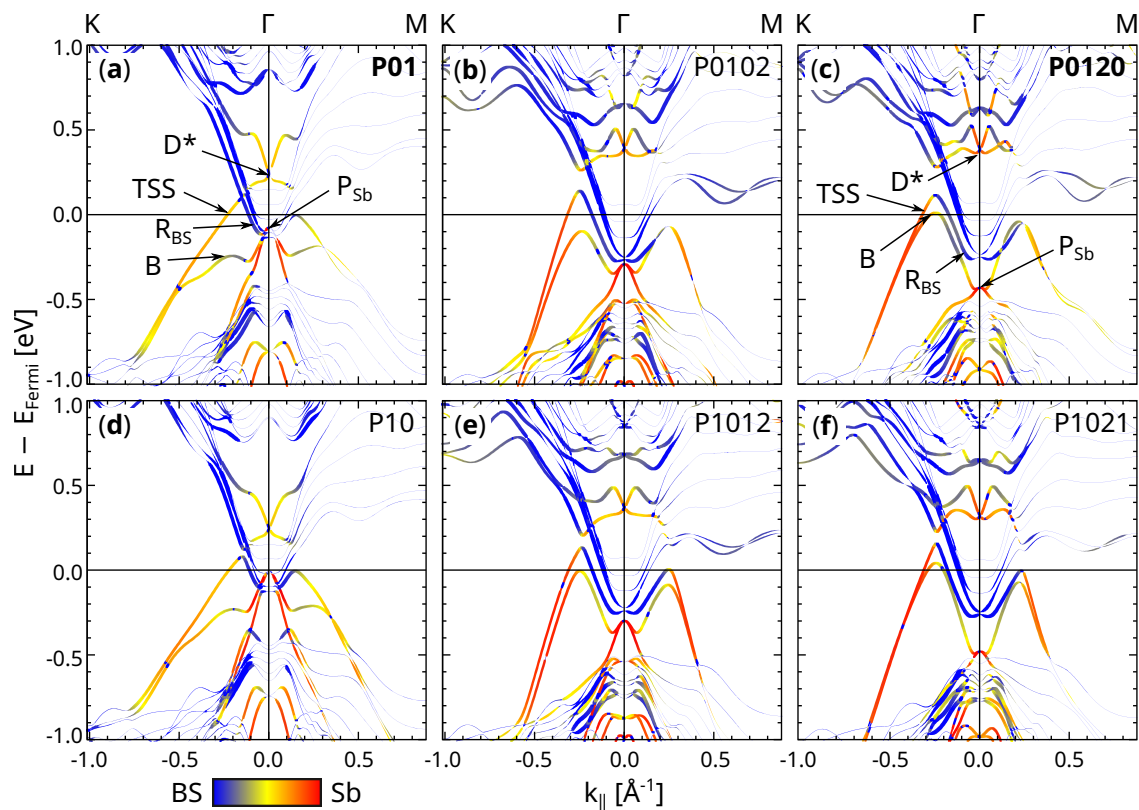 K Γ M K Γ M K Γ M
(a) P01
D*
TSS
P_Sb
R_BS
B
(b) P0102
(c) P0120
D*
TSS
B
R_BS
P_Sb
1.0
0.5
0.0
-0.5
-1.0
E − E_Fermi [eV]
(d) P10
(e) P1012
(f) P1021
1.0
0.5
0.0
-0.5
-1.0
-1.0 -0.5 0.0 0.5 -1.0 -0.5 0.0 0.5 -1.0 -0.5 0.0 0.5
BS Sb
k_|| [Å⁻¹]